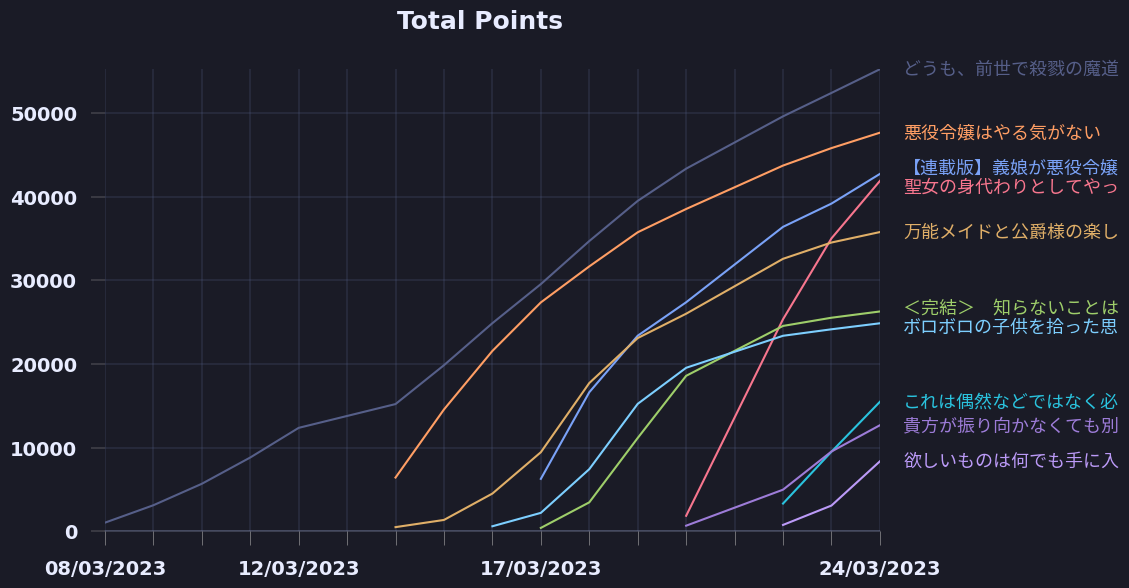 Total Points
どうも、前世で殺戮の魔道
50000
悪役令嬢はやる気がない
【連載版】義娘が悪役令嬢
40000
聖女の身代わりとしてやっ
万能メイドと公爵様の楽し
30000
＜完結＞　知らないことは
ボロボロの子供を拾った思
20000
これは偶然などではなく必
貴方が振り向かなくても別
10000
欲しいものは何でも手に入
0
08/03/2023 12/03/2023 17/03/2023 24/03/2023